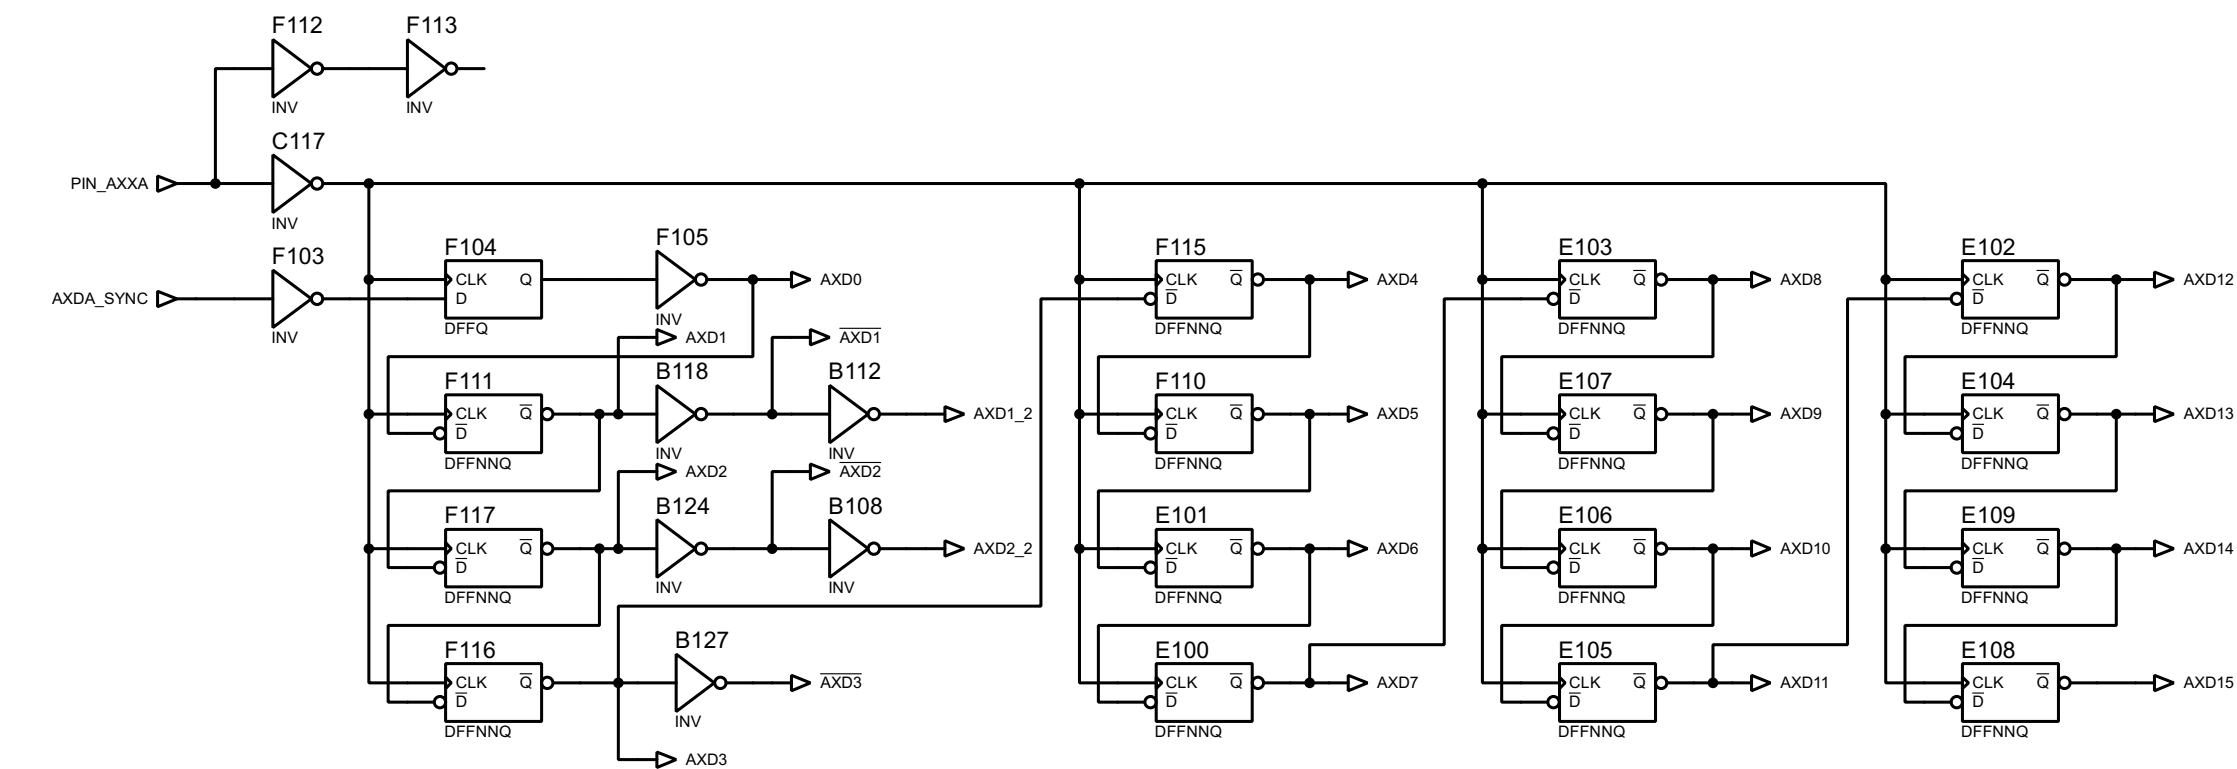 F112
F113
INV
INV
C117
PIN_AXXA
INV
F103
F104
F105
F115
E103
E102
AXDA_SYNC
CLK Q
D
AXD0
CLK Q̅
D̅
AXD4
CLK Q̅
D̅
AXD8
CLK Q̅
D̅
AXD12
INV
DFFQ
INV
DFFNNQ
DFFNNQ
DFFNNQ
AXD1
A̅X̅D̅1̅
F111
B118
B112
F110
E107
E104
CLK Q̅
D̅
AXD1_2
CLK Q̅
D̅
AXD5
CLK Q̅
D̅
AXD9
CLK Q̅
D̅
AXD13
DFFNNQ
INV
INV
DFFNNQ
DFFNNQ
DFFNNQ
AXD2
A̅X̅D̅2̅
F117
B124
B108
E101
E106
E109
CLK Q̅
D̅
AXD2_2
CLK Q̅
D̅
AXD6
CLK Q̅
D̅
AXD10
CLK Q̅
D̅
AXD14
DFFNNQ
INV
INV
DFFNNQ
DFFNNQ
DFFNNQ
F116
B127
E100
E105
E108
CLK Q̅
D̅
A̅X̅D̅3̅
CLK Q̅
D̅
AXD7
CLK Q̅
D̅
AXD11
CLK Q̅
D̅
AXD15
DFFNNQ
INV
DFFNNQ
DFFNNQ
DFFNNQ
AXD3